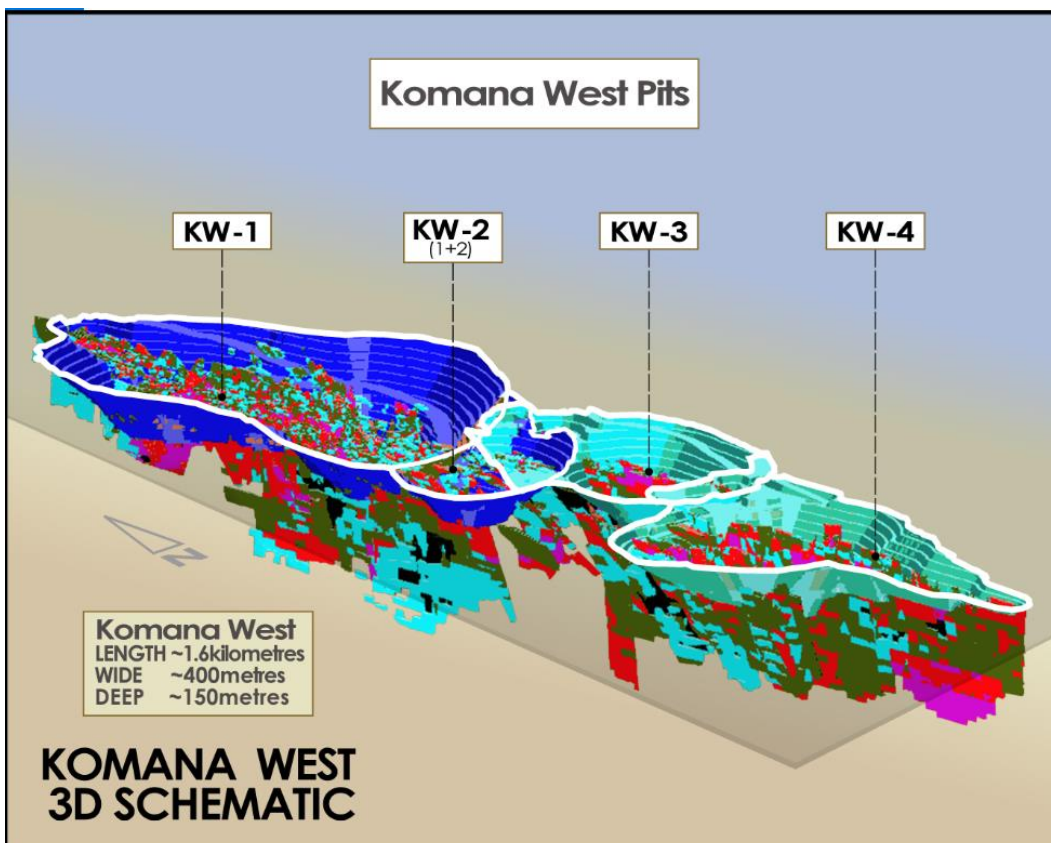 Komana West Pits
KW-1
KW-2
(1+2)
KW-3
KW-4
N
Komana West
LENGTH ~1.6kilometres
WIDE ~400metres
DEEP ~150metres
KOMANA WEST
3D SCHEMATIC